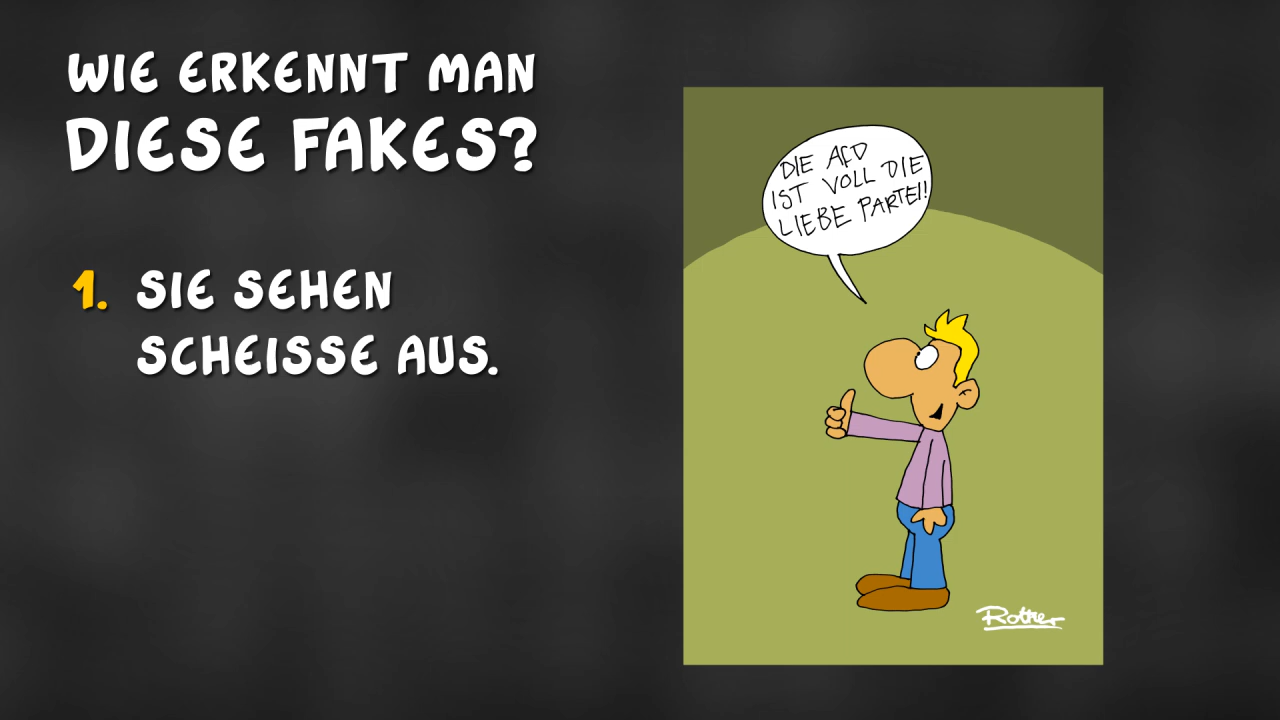 WIE ERKENNT MAN
DIESE FAKES?
1. SIE SEHEN
SCHEISSE AUS.
DIE AfD
IST VOLL DIE
LIEBE PARTEI!
Rother